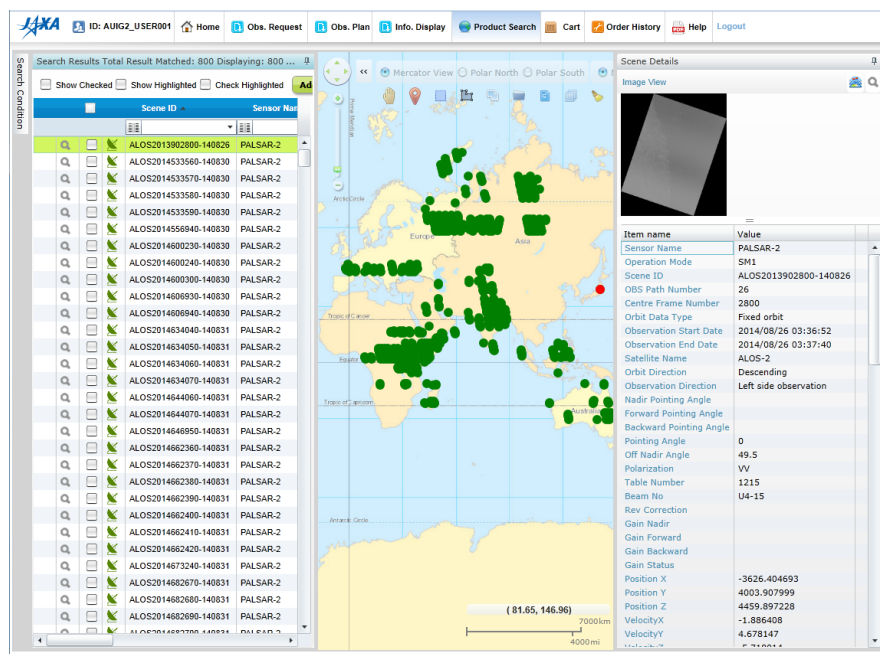 JAXA
ID: AUIG2_USER001
Home
Obs. Request
Obs. Plan
Info. Display
Product Search
Cart
Order History
PDF
Help
Logout
Search Condition
Search Results Total Result Matched: 800 Displaying: 800 ...
Show Checked
Show Highlighted
Check Highlighted
Ad
Scene ID
Sensor Nam
ALOS2013902800-140826 PALSAR-2
ALOS2014533560-140830 PALSAR-2
ALOS2014533570-140830 PALSAR-2
ALOS2014533580-140830 PALSAR-2
ALOS2014533590-140830 PALSAR-2
ALOS2014556940-140830 PALSAR-2
ALOS2014600230-140830 PALSAR-2
ALOS2014600240-140830 PALSAR-2
ALOS2014600300-140830 PALSAR-2
ALOS2014606930-140830 PALSAR-2
ALOS2014606940-140830 PALSAR-2
ALOS2014634040-140831 PALSAR-2
ALOS2014634050-140831 PALSAR-2
ALOS2014634060-140831 PALSAR-2
ALOS2014634070-140831 PALSAR-2
ALOS2014644060-140831 PALSAR-2
ALOS2014644070-140831 PALSAR-2
ALOS2014646950-140831 PALSAR-2
ALOS2014662360-140831 PALSAR-2
ALOS2014662370-140831 PALSAR-2
ALOS2014662380-140831 PALSAR-2
ALOS2014662390-140831 PALSAR-2
ALOS2014662400-140831 PALSAR-2
ALOS2014662410-140831 PALSAR-2
ALOS2014662420-140831 PALSAR-2
ALOS2014673240-140831 PALSAR-2
ALOS2014682670-140831 PALSAR-2
ALOS2014682680-140831 PALSAR-2
ALOS2014682690-140831 PALSAR-2
Mercator View
Polar North
Polar South
Prime Meridian
Arctic Circle
Europe
Asia
Tropic of Cancer
Equator
Tropic of Capricorn
Australia
Antarctic Circle
( 81.65, 146.96)
7000km
4000mi
Scene Details
Image View
Item name Value
Sensor Name PALSAR-2
Operation Mode SM1
Scene ID ALOS2013902800-140826
OBS Path Number 26
Centre Frame Number 2800
Orbit Data Type Fixed orbit
Observation Start Date 2014/08/26 03:36:52
Observation End Date 2014/08/26 03:37:40
Satellite Name ALOS-2
Orbit Direction Descending
Observation Direction Left side observation
Nadir Pointing Angle
Forward Pointing Angle
Backward Pointing Angle
Pointing Angle 0
Off Nadir Angle 49.5
Polarization VV
Table Number 1215
Beam No U4-15
Rev Correction
Gain Nadir
Gain Forward
Gain Backward
Gain Status
Position X -3626.404693
Position Y 4003.907999
Position Z 4459.897228
VelocityX -1.886408
VelocityY 4.678147